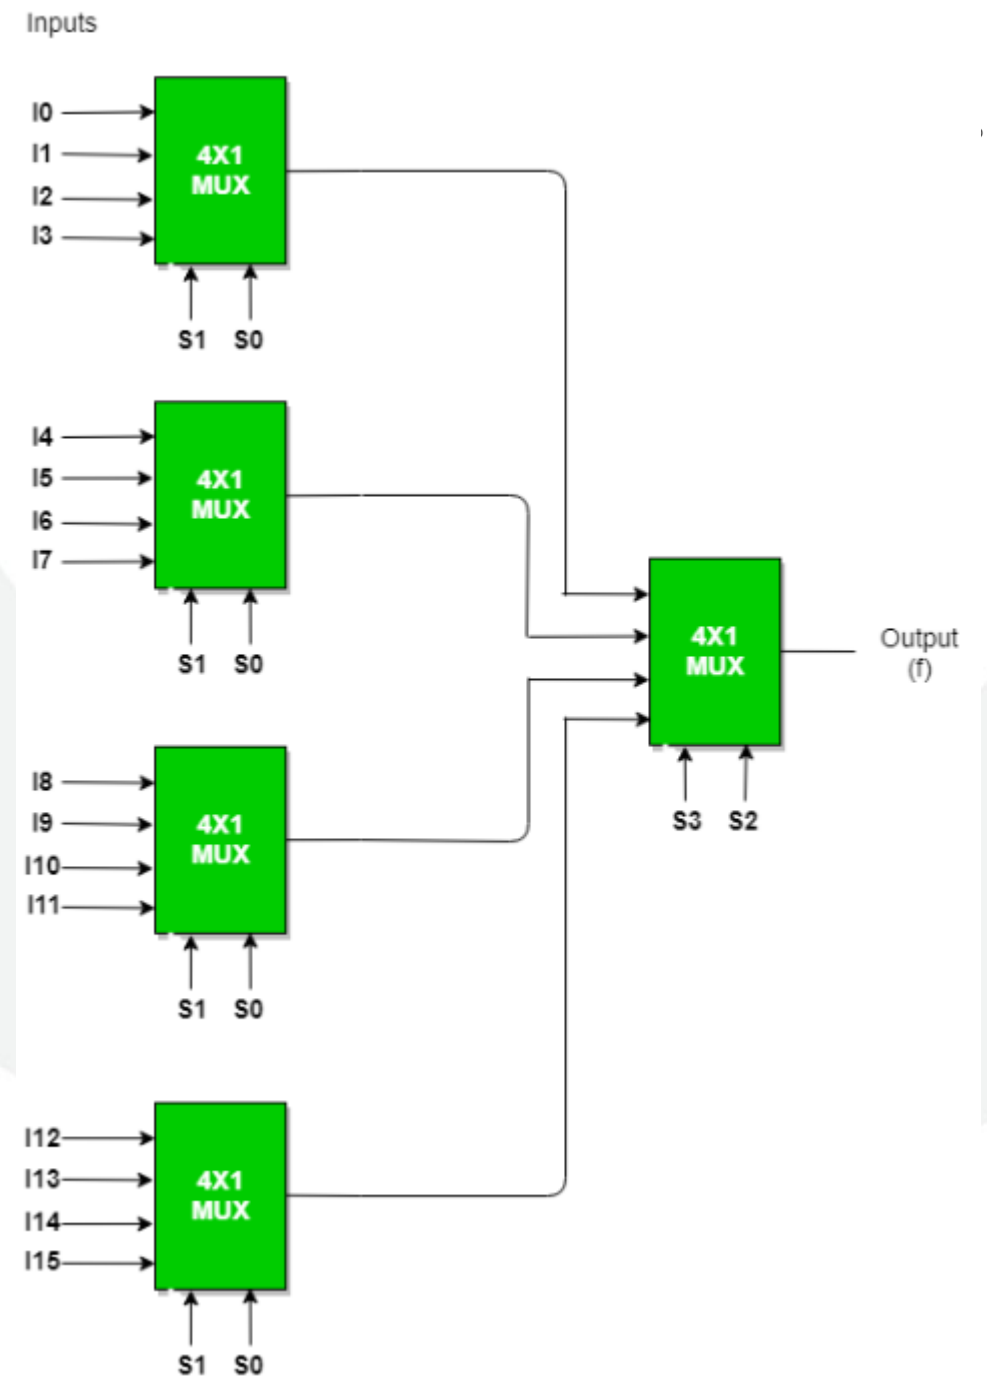 Inputs
I0
I1
I2
I3
4X1
MUX
S1 S0
I4
I5
I6
I7
4X1
MUX
S1 S0
4X1
MUX
S3 S2
Output
(f)
I8
I9
I10
I11
4X1
MUX
S1 S0
I12
I13
I14
I15
4X1
MUX
S1 S0